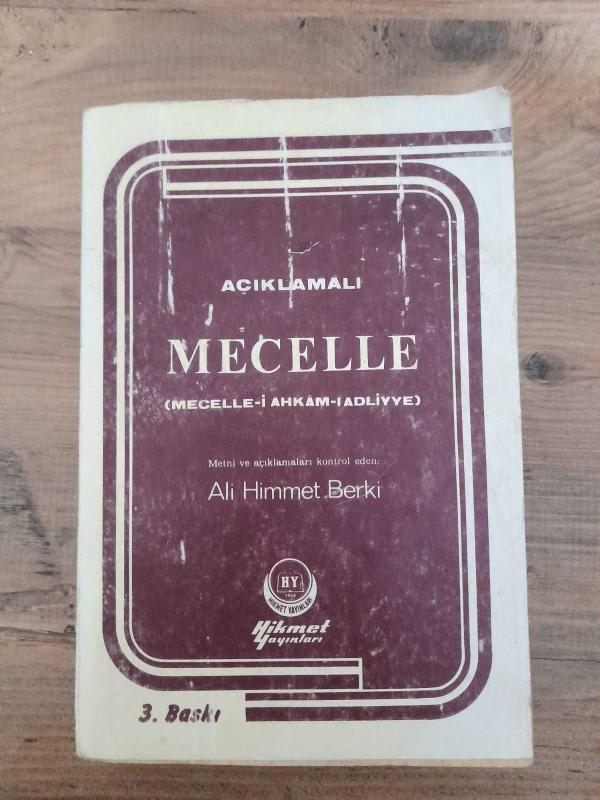 AÇIKLAMALI
MECELLE
(MECELLE-İ AHKÂM-I ADLİYYE)
Metni ve açıklamaları kontrol eden:
Ali Himmet Berki
HY
HİKMET YAYINLARI
Hikmet
Yayınları
3. Baskı